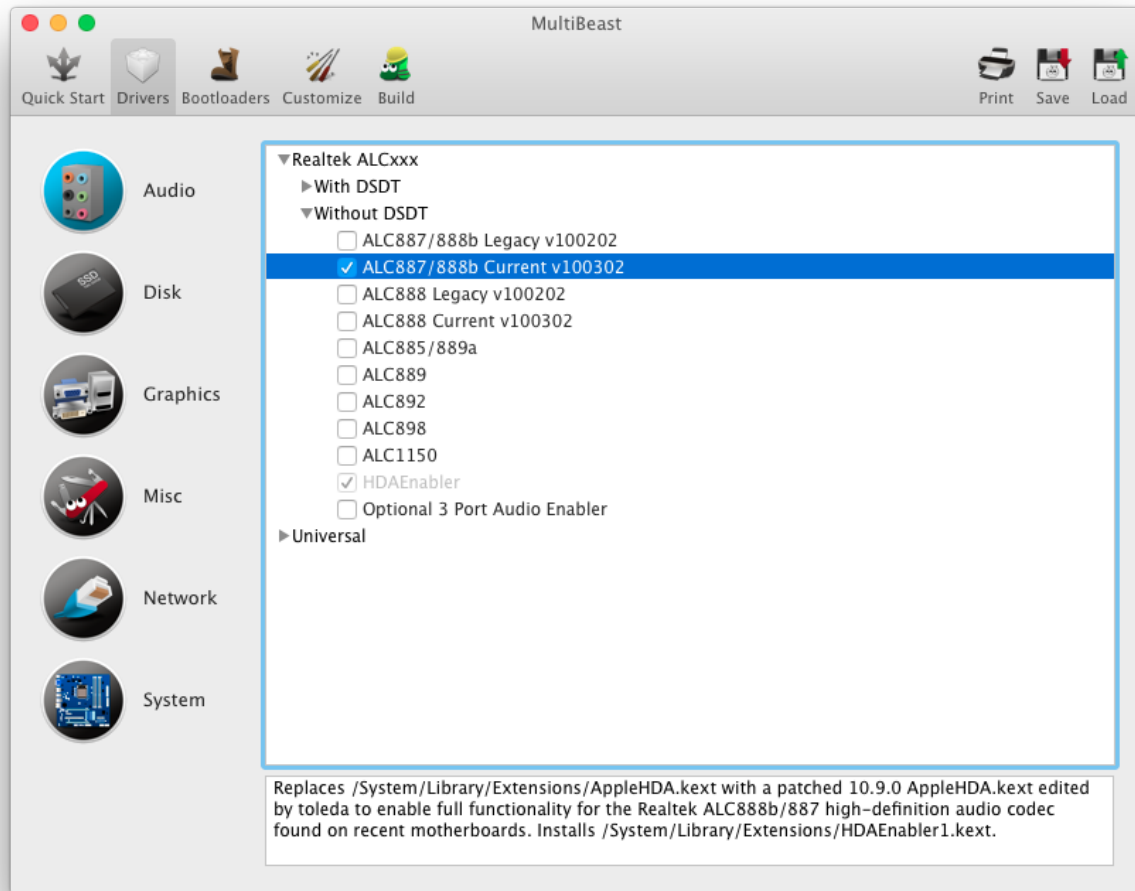 MultiBeast
Quick Start Drivers Bootloaders Customize Build Print Save Load
Audio
Disk
SSD
Graphics
Misc
Network
System
Realtek ALCxxx
With DSDT
Without DSDT
ALC887/888b Legacy v100202
ALC887/888b Current v100302
ALC888 Legacy v100202
ALC888 Current v100302
ALC885/889a
ALC889
ALC892
ALC898
ALC1150
HDAEnabler
Optional 3 Port Audio Enabler
Universal
Replaces /System/Library/Extensions/AppleHDA.kext with a patched 10.9.0 AppleHDA.kext edited
by toleda to enable full functionality for the Realtek ALC888b/887 high-definition audio codec
found on recent motherboards. Installs /System/Library/Extensions/HDAEnabler1.kext.